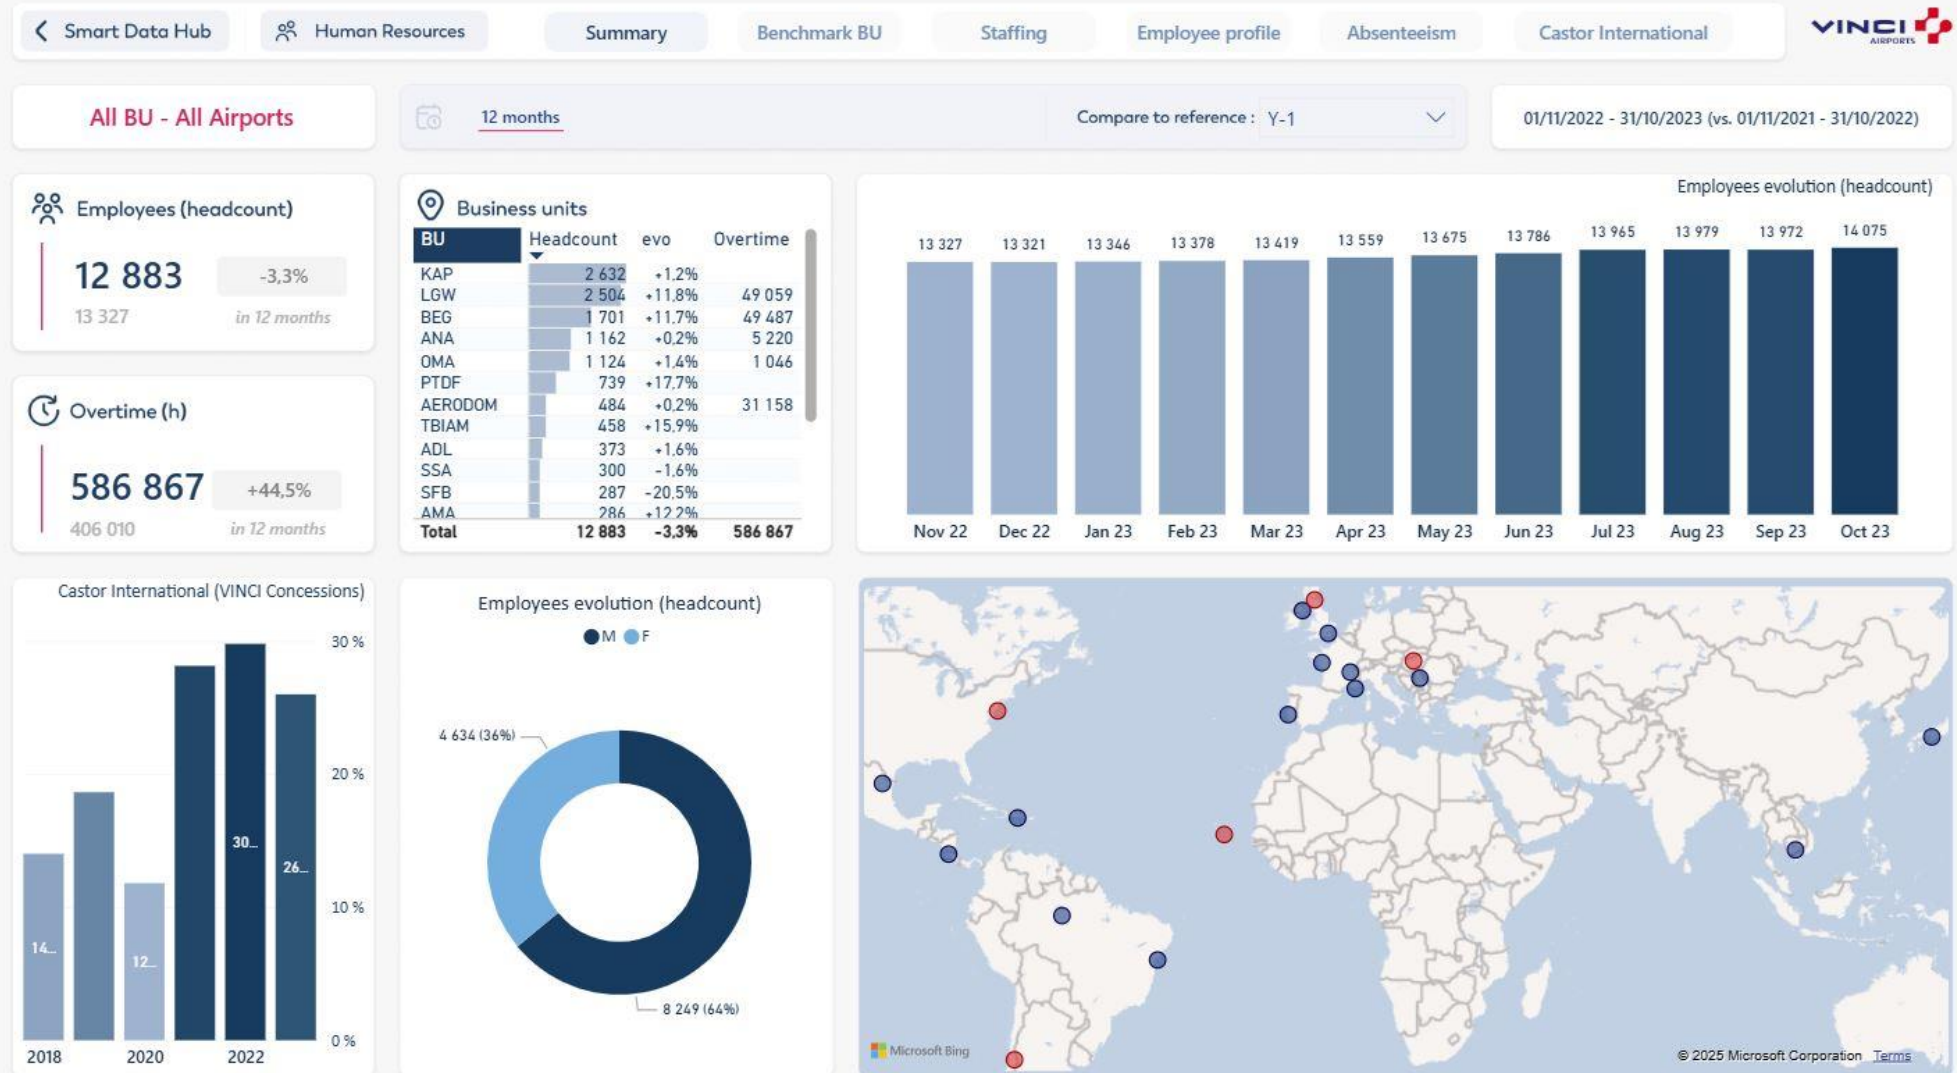 Smart Data Hub
Human Resources
Summary
Benchmark BU
Staffing
Employee profile
Absenteeism
Castor International
VINCI
AIRPORTS
All BU - All Airports
12 months
Compare to reference : Y-1
01/11/2022 - 31/10/2023 (vs. 01/11/2021 - 31/10/2022)
Employees (headcount)
12 883
-3,3%
13 327
in 12 months
Overtime (h)
586 867
+44,5%
406 010
in 12 months
Business units
BU Headcount evo Overtime
KAP 2 632 +1,2%
LGW 2 504 +11,8% 49 059
BEG 1 701 +11,7% 49 487
ANA 1 162 +0,2% 5 220
OMA 1 124 +1,4% 1 046
PTDF 739 +17,7%
AERODOM 484 +0,2% 31 158
TBIAM 458 +15,9%
ADL 373 +1,6%
SSA 300 -1,6%
SFB 287 -20,5%
AMA 286 +12,2%
Total 12 883 -3,3% 586 867
Employees evolution (headcount)
13 327 13 321 13 346 13 378 13 419 13 559 13 675 13 786 13 965 13 979 13 972 14 075
Nov 22 Dec 22 Jan 23 Feb 23 Mar 23 Apr 23 May 23 Jun 23 Jul 23 Aug 23 Sep 23 Oct 23
Castor International (VINCI Concessions)
30 %
20 %
30...
26...
10 %
14...
12...
0 %
2018 2020 2022
Employees evolution (headcount)
M F
4 634 (36%)
8 249 (64%)
Microsoft Bing
© 2025 Microsoft Corporation Terms